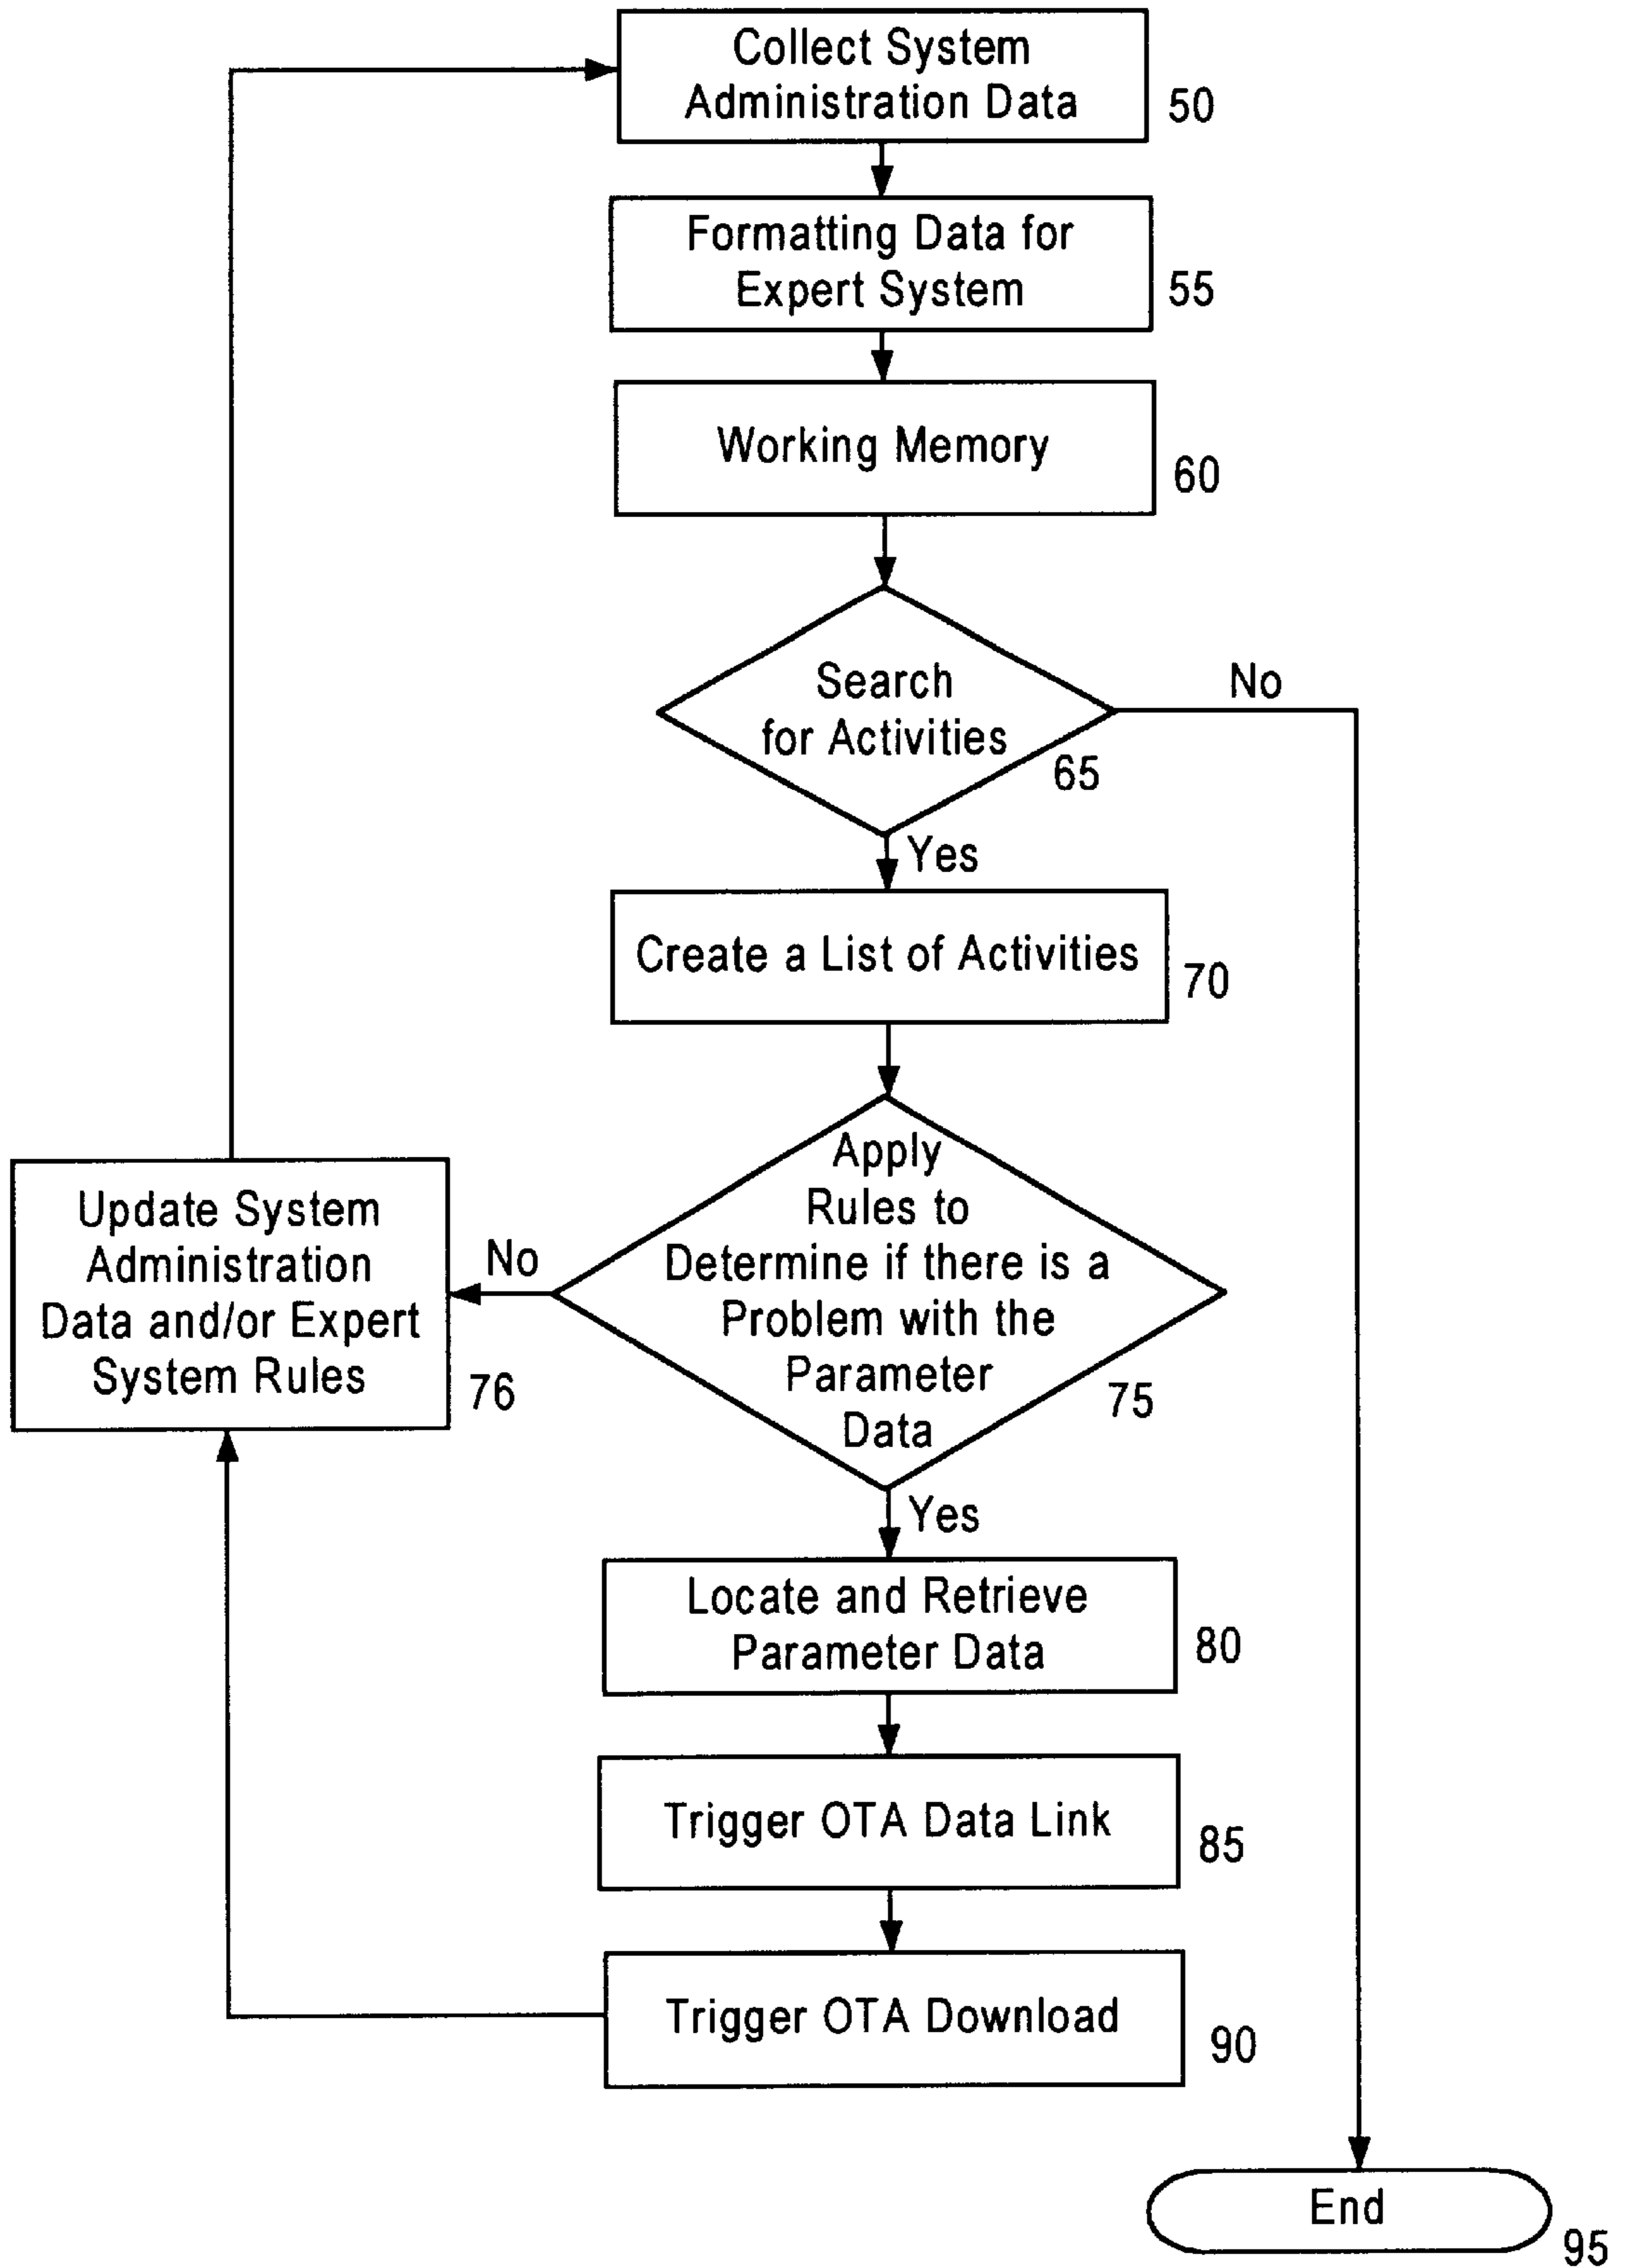 Collect System
Administration Data
50
Formatting Data for
Expert System
55
Working Memory
60
Search
for Activities
65
No
Yes
Create a List of Activities
70
Apply
Rules to
Determine if there is a
Problem with the
Parameter
Data
75
No
Update System
Administration
Data and/or Expert
System Rules
76
Yes
Locate and Retrieve
Parameter Data
80
Trigger OTA Data Link
85
Trigger OTA Download
90
End
95